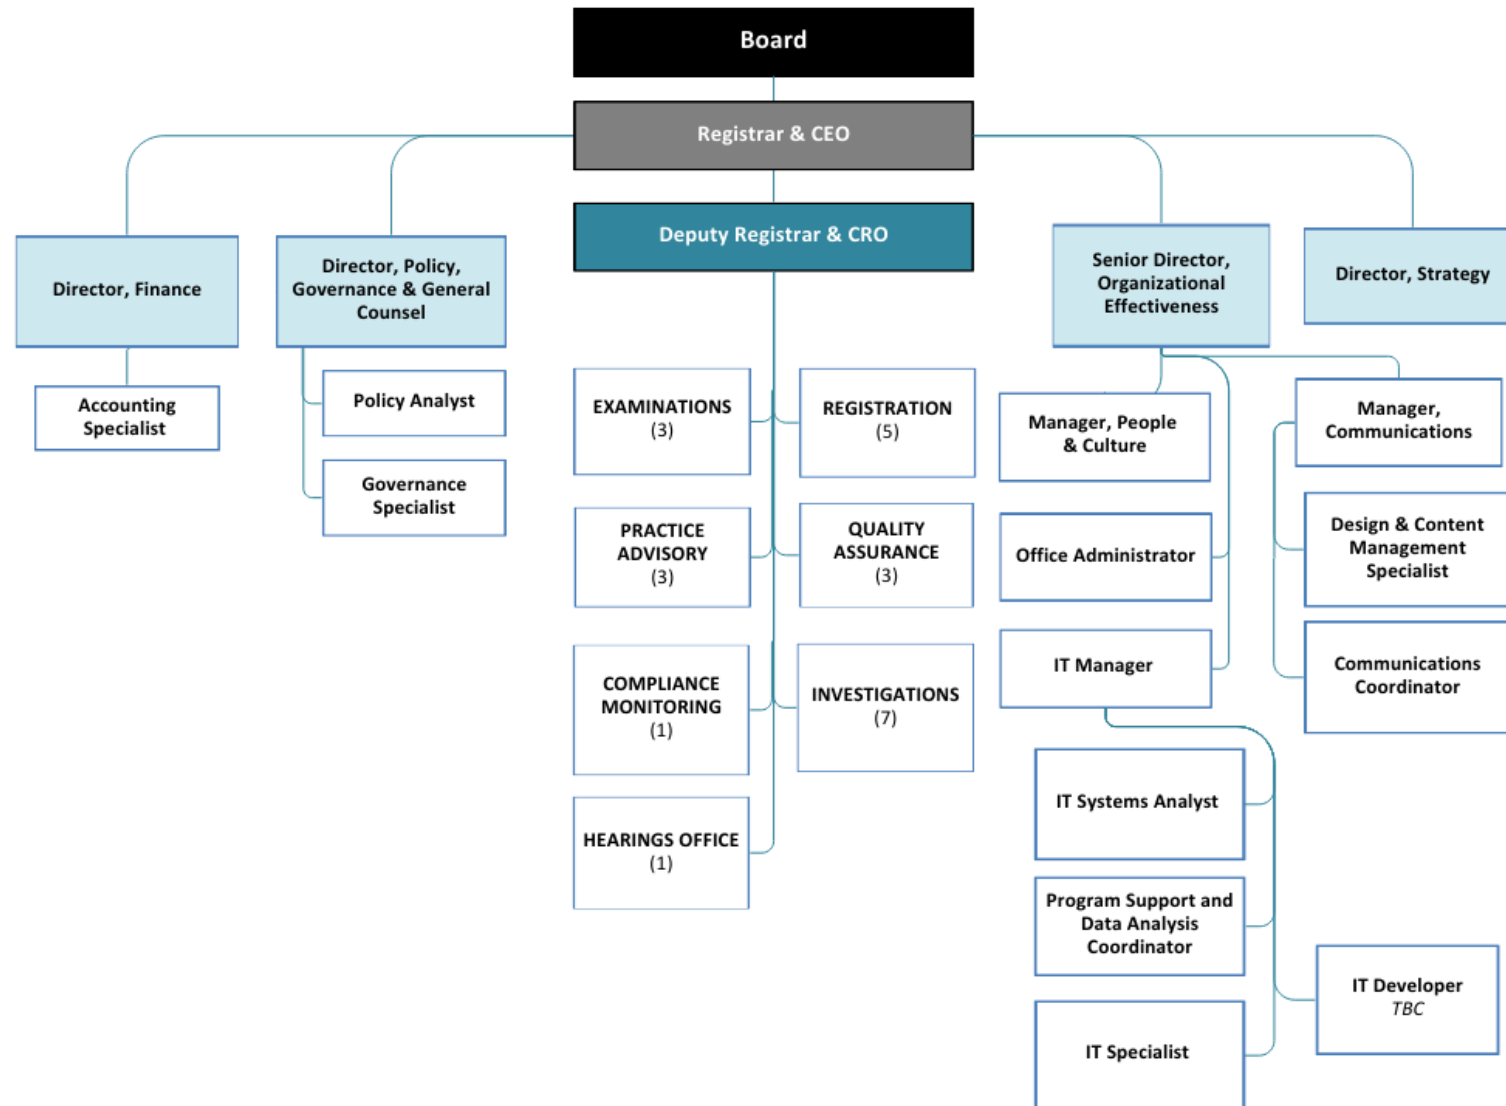 Board
Registrar & CEO
Deputy Registrar & CRO
Director, Finance
Accounting
Specialist
Director, Policy,
Governance & General
Counsel
Policy Analyst
Governance
Specialist
EXAMINATIONS
(3)
REGISTRATION
(5)
PRACTICE
ADVISORY
(3)
QUALITY
ASSURANCE
(3)
COMPLIANCE
MONITORING
(1)
INVESTIGATIONS
(7)
HEARINGS OFFICE
(1)
Senior Director,
Organizational
Effectiveness
Manager, People
& Culture
Office Administrator
IT Manager
IT Systems Analyst
Program Support and
Data Analysis
Coordinator
IT Specialist
IT Developer
TBC
Manager,
Communications
Design & Content
Management
Specialist
Communications
Coordinator
Director, Strategy